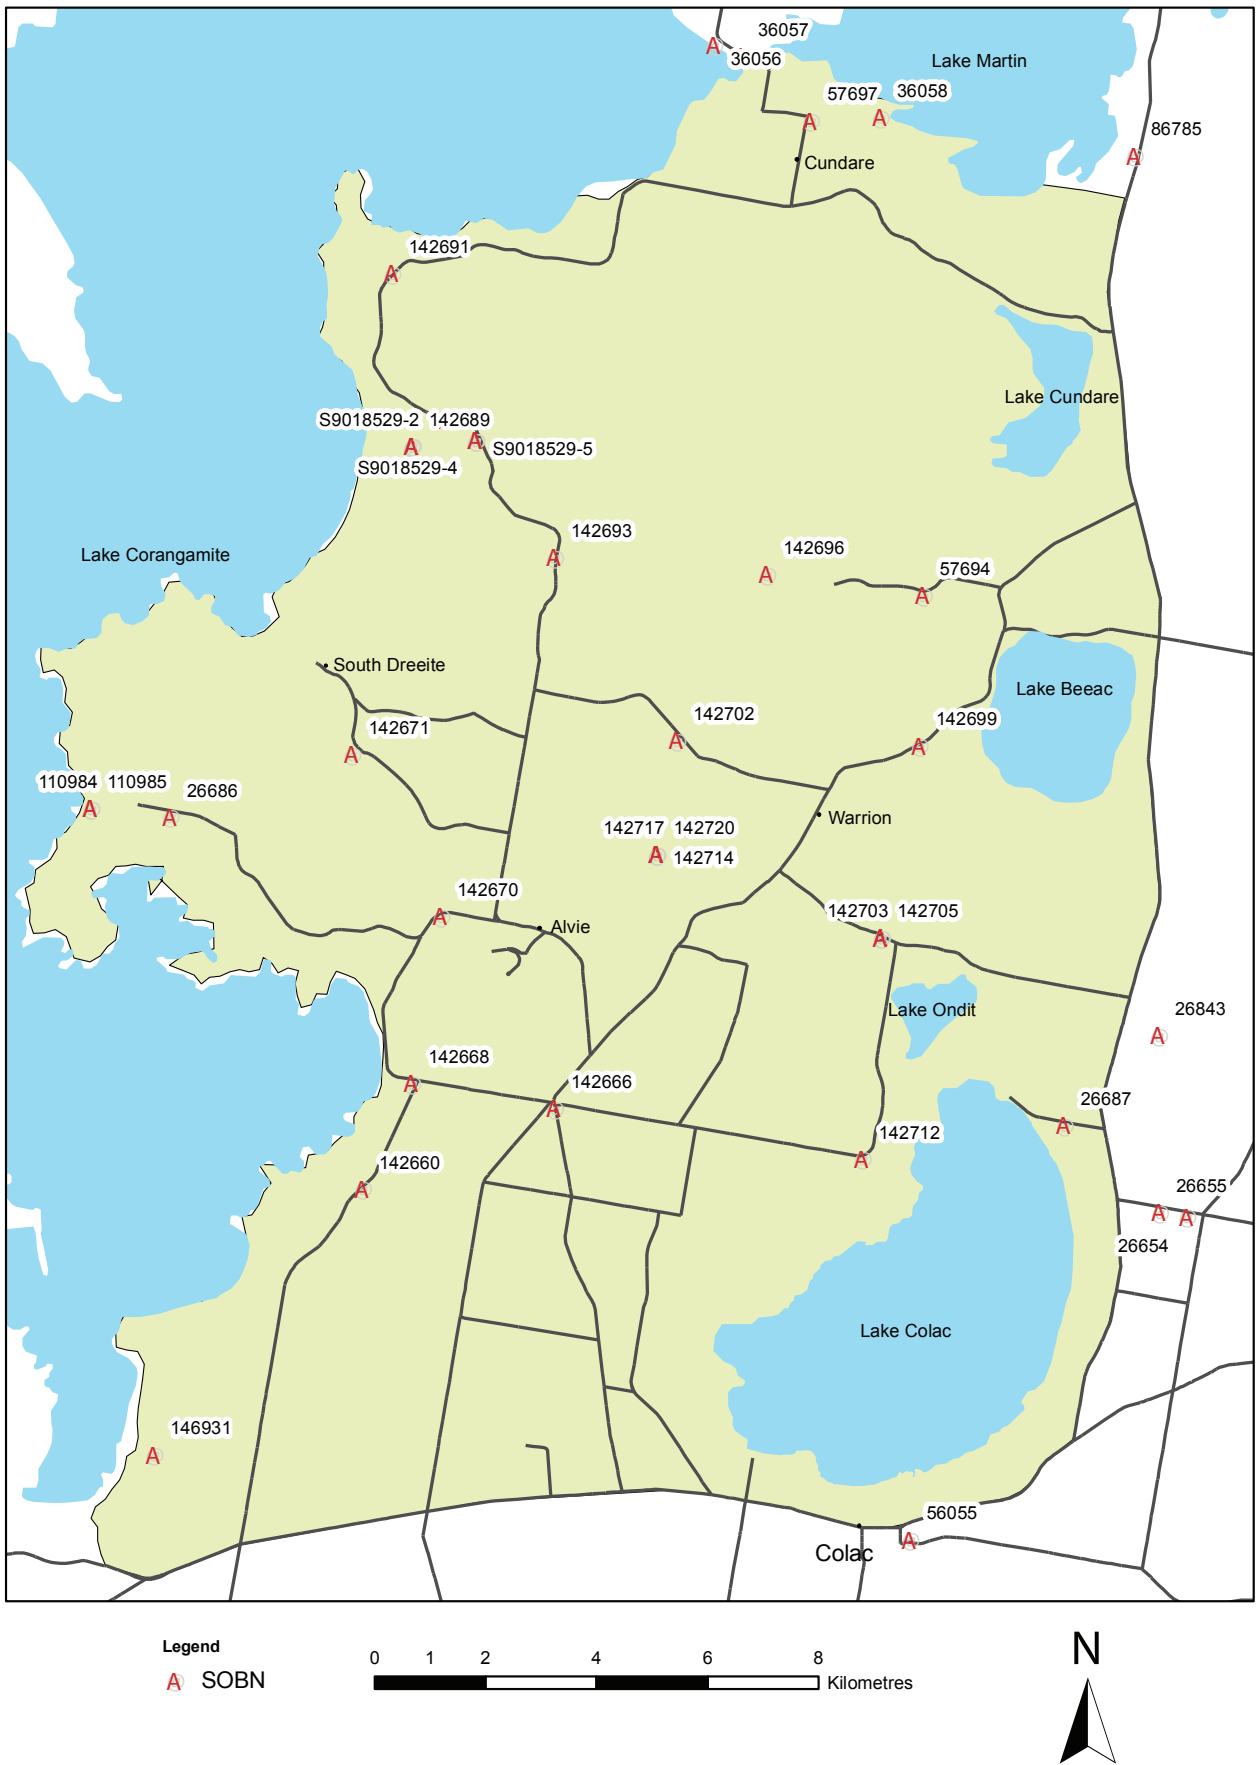 36057
36056
Lake Martin
57697
36058
86785
Cundare
142691
Lake Cundare
S9018529-2
142689
S9018529-5
S9018529-4
142693
142696
Lake Corangamite
57694
South Dreeite
Lake Beeac
142702
142699
142671
110984
110985
26686
Warrion
142717
142720
142714
142670
142703
142705
Alvie
Lake Ondit
26843
142668
142666
26687
142712
142660
26655
26654
Lake Colac
146931
56055
Colac
Legend
A SOBN
0 1 2 4 6 8
Kilometres
N